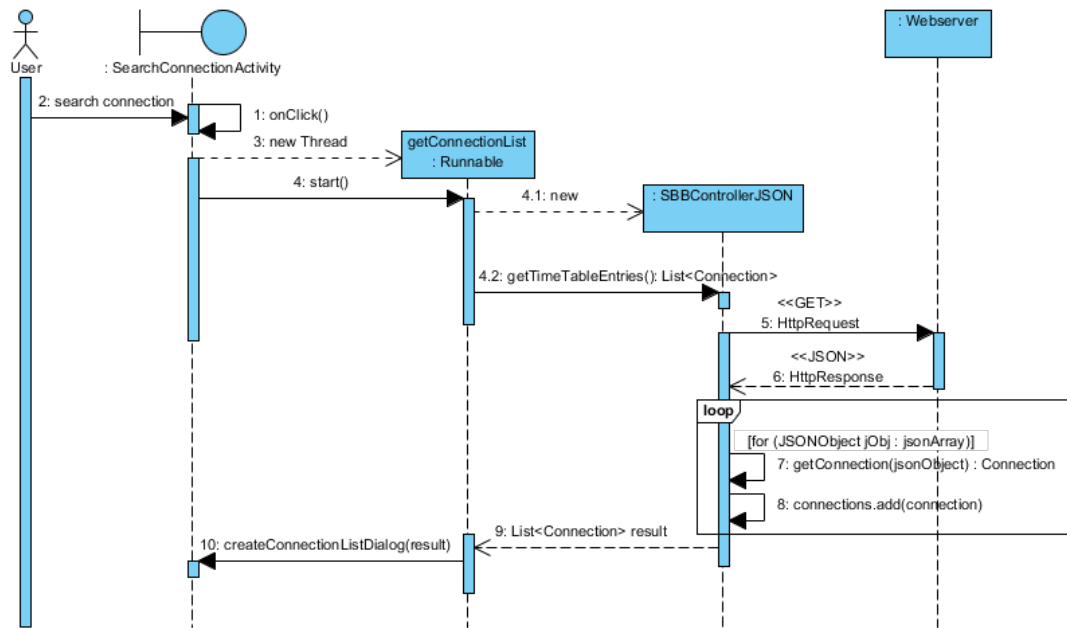 : Webserver
User
: SearchConnectionActivity
2: search connection
1: onClick()
3: new Thread
getConnectionList
: Runnable
4: start()
4.1: new
: SBBControllerJSON
4.2: getTimeTableEntries(): List<Connection>
<<GET>>
5: HttpRequest
<<JSON>>
6: HttpResponse
loop
[for (JSONObject jObj : jsonArray)]
7: getConnection(jsonObject) : Connection
8: connections.add(connection)
9: List<Connection> result
10: createConnectionListDialog(result)